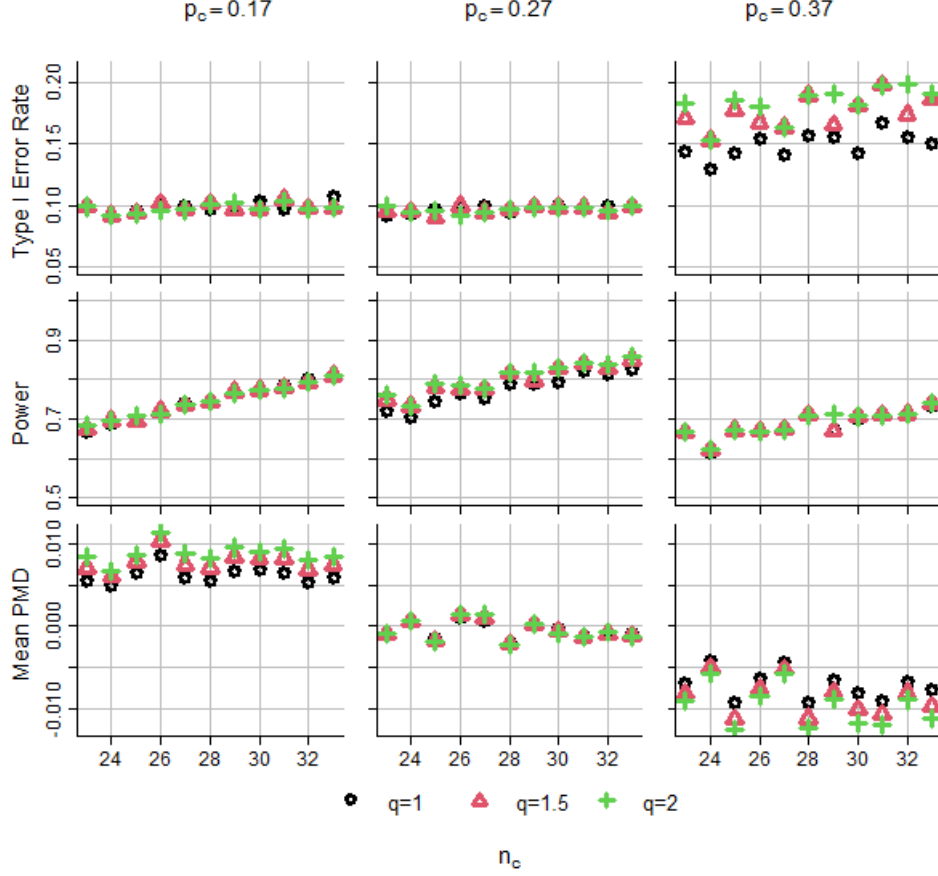 p_c = 0.17 p_c = 0.27 p_c = 0.37
Type I Error Rate
0.20
0.15
0.10
0.05
Power
0.9
0.7
0.5
Mean PMD
0.010
0.000
-0.010
24 26 28 30 32 24 26 28 30 32 24 26 28 30 32
q=1 q=1.5 q=2
n_c